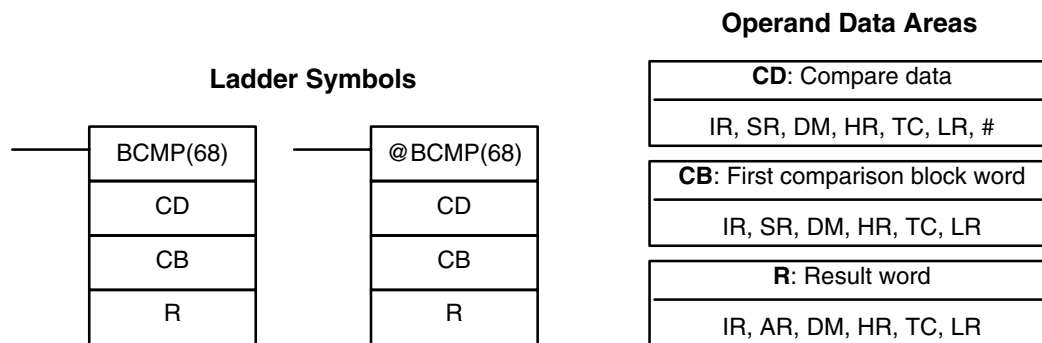 Ladder Symbols
BCMP(68)
CD
CB
R
@BCMP(68)
CD
CB
R
Operand Data Areas
CD: Compare data
IR, SR, DM, HR, TC, LR, #
CB: First comparison block word
IR, SR, DM, HR, TC, LR
R: Result word
IR, AR, DM, HR, TC, LR